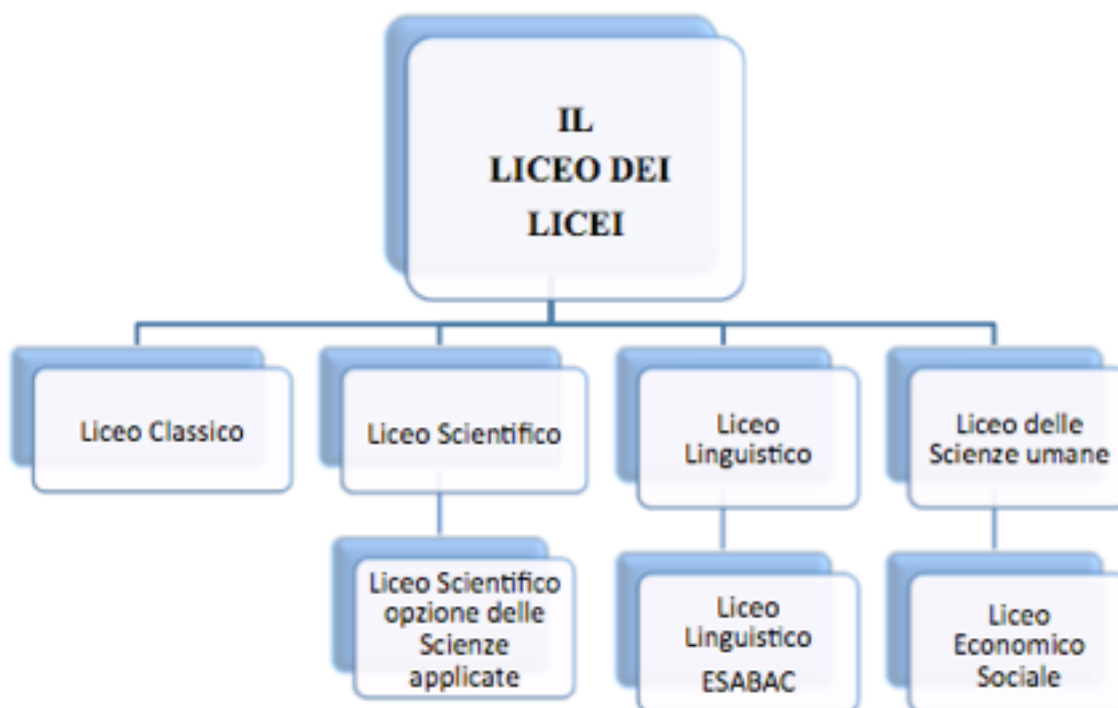 IL
LICEO DEI
LICEI
Liceo Classico
Liceo Scientifico
Liceo
Linguistico
Liceo delle
Scienze umane
Liceo Scientifico
opzione delle
Scienze
applicate
Liceo
Linguistico
ESABAC
Liceo
Economico
Sociale